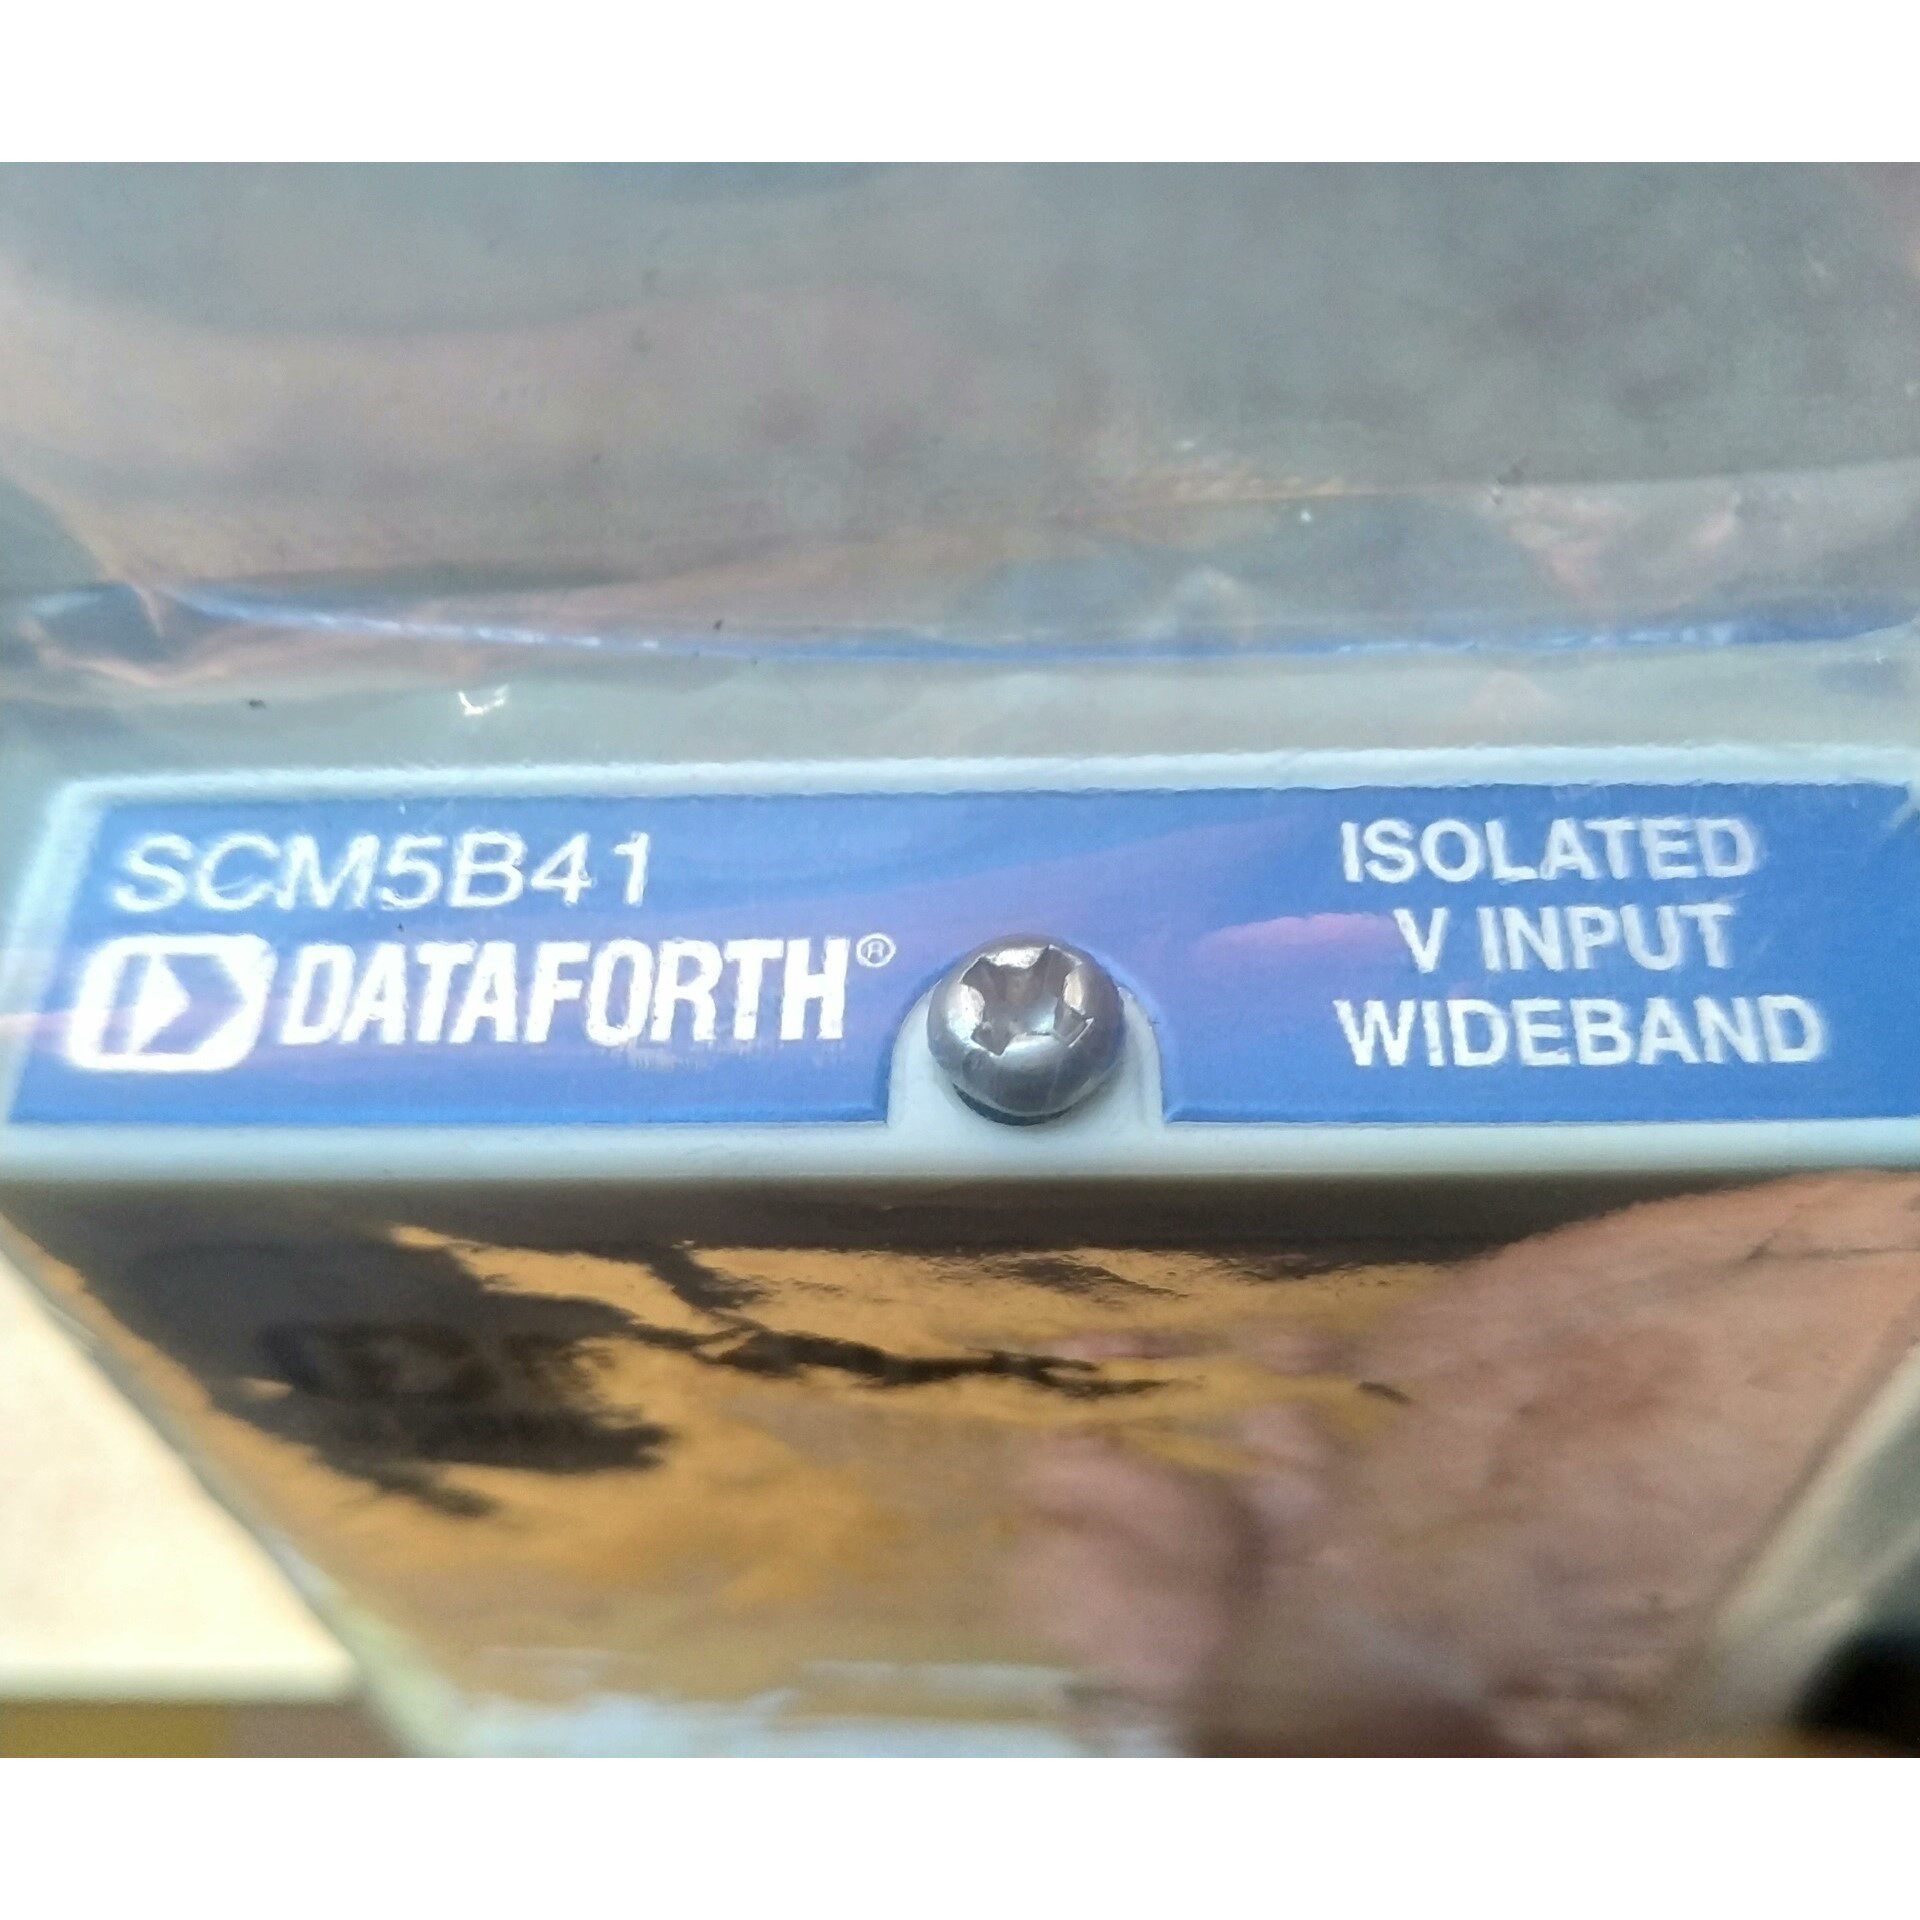 SCM5B41
DATAFORTH®
ISOLATED
V INPUT
WIDEBAND